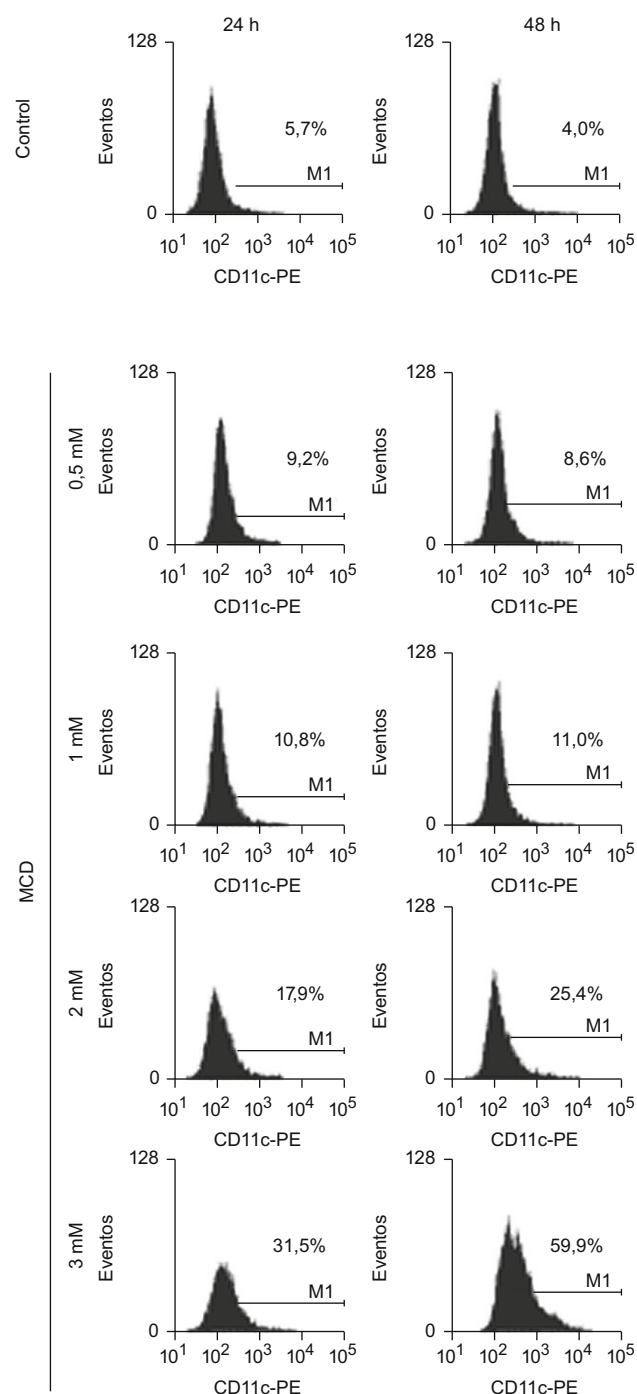 24 h 48 h
Control
128 128
Eventos Eventos
5,7% 4,0%
M1 M1
0 0
10¹ 10² 10³ 10⁴ 10⁵ 10¹ 10² 10³ 10⁴ 10⁵
CD11c-PE CD11c-PE
MCD
0,5 mM
128 128
Eventos Eventos
9,2% 8,6%
M1 M1
0 0
10¹ 10² 10³ 10⁴ 10⁵ 10¹ 10² 10³ 10⁴ 10⁵
CD11c-PE CD11c-PE
1 mM
128 128
Eventos Eventos
10,8% 11,0%
M1 M1
0 0
10¹ 10² 10³ 10⁴ 10⁵ 10¹ 10² 10³ 10⁴ 10⁵
CD11c-PE CD11c-PE
2 mM
128 128
Eventos Eventos
17,9% 25,4%
M1 M1
0 0
10¹ 10² 10³ 10⁴ 10⁵ 10¹ 10² 10³ 10⁴ 10⁵
CD11c-PE CD11c-PE
3 mM
128 128
Eventos Eventos
31,5% 59,9%
M1 M1
0 0
10¹ 10² 10³ 10⁴ 10⁵ 10¹ 10² 10³ 10⁴ 10⁵
CD11c-PE CD11c-PE